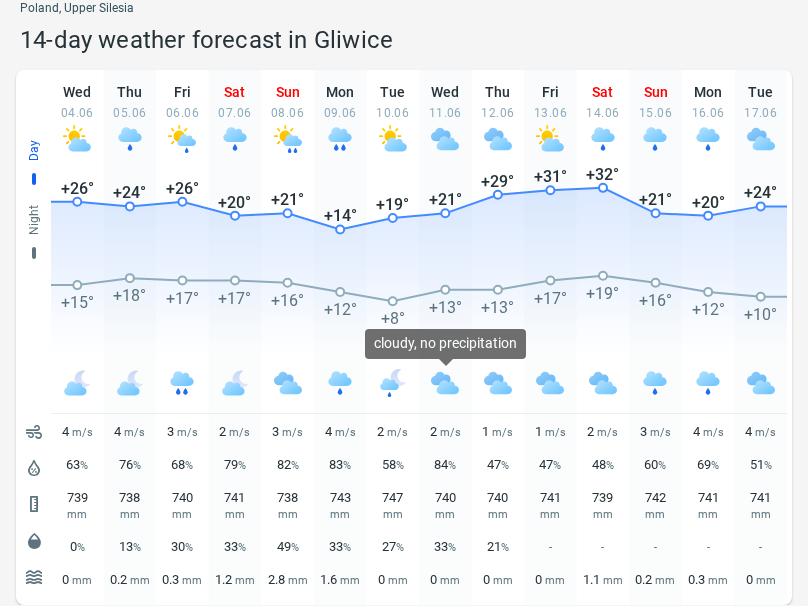 Poland, Upper Silesia
14-day weather forecast in Gliwice
Wed Thu Fri Sat Sun Mon Tue Wed Thu Fri Sat Sun Mon Tue
04.06 05.06 06.06 07.06 08.06 09.06 10.06 11.06 12.06 13.06 14.06 15.06 16.06 17.06
Day
+26° +24° +26° +20° +21° +14° +19° +21° +29° +31° +32° +21° +20° +24°
Night
+15° +18° +17° +17° +16° +12° +8° +13° +13° +17° +19° +16° +12° +10°
cloudy, no precipitation
4 m/s 4 m/s 3 m/s 2 m/s 3 m/s 4 m/s 2 m/s 2 m/s 1 m/s 1 m/s 2 m/s 3 m/s 4 m/s 4 m/s
63% 76% 68% 79% 82% 83% 58% 84% 47% 47% 48% 60% 69% 51%
739 738 740 741 738 743 747 740 740 741 739 742 741 741
mm mm mm mm mm mm mm mm mm mm mm mm mm mm
0% 13% 30% 33% 49% 33% 27% 33% 21% - - - - -
0 mm 0.2 mm 0.3 mm 1.2 mm 2.8 mm 1.6 mm 0 mm 0 mm 0 mm 0 mm 1.1 mm 0.2 mm 0.3 mm 0 mm